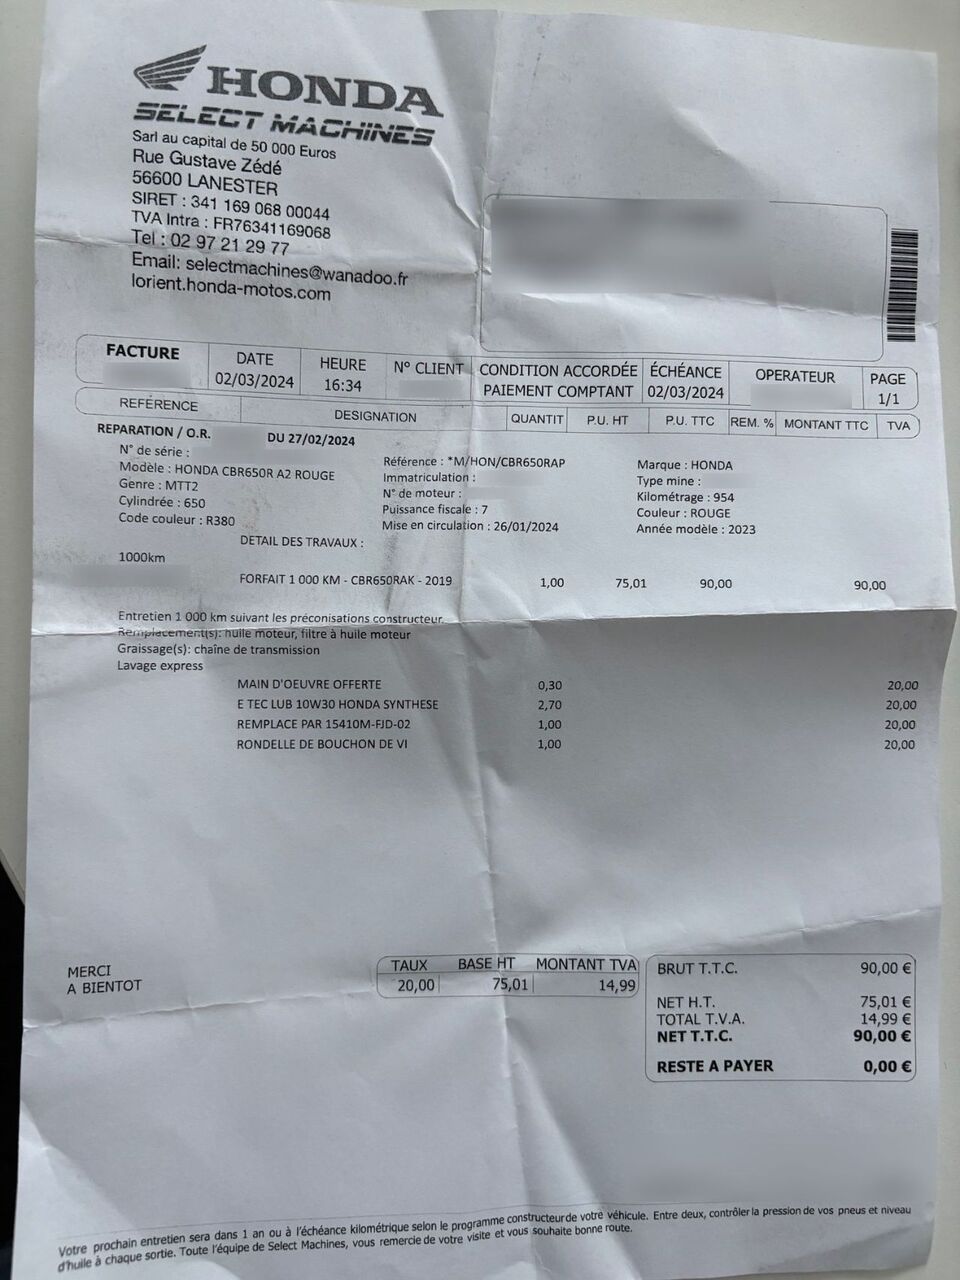 HONDA
SELECT MACHINES
Sarl au capital de 50 000 Euros
Rue Gustave Zédé
56600 LANESTER
SIRET : 341 169 068 00044
TVA Intra : FR76341169068
Tel : 02 97 21 29 77
Email: selectmachines@wanadoo.fr
lorient.honda-motos.com
FACTURE DATE HEURE N° CLIENT CONDITION ACCORDÉE ÉCHÉANCE OPERATEUR PAGE
02/03/2024 16:34 PAIEMENT COMPTANT 02/03/2024 1/1
REFÉRENCE DESIGNATION QUANTIT P.U. HT P.U. TTC REM. % MONTANT TTC TVA
REPARATION / O.R. DU 27/02/2024
N° de série :
Modèle : HONDA CBR650R A2 ROUGE Référence : *M/HON/CBR650RAP Marque : HONDA
Genre : MTT2 Immatriculation : Type mine :
Cylindrée : 650 N° de moteur : Kilométrage : 954
Code couleur : R380 Puissance fiscale : 7 Couleur : ROUGE
Mise en circulation : 26/01/2024 Année modèle : 2023
DETAIL DES TRAVAUX :
1000km
FORFAIT 1 000 KM - CBR650RAK - 2019 1,00 75,01 90,00 90,00
Entretien 1 000 km suivant les préconisations constructeur.
Remplacement(s): huile moteur, filtre à huile moteur
Graissage(s): chaîne de transmission
Lavage express
MAIN D'OEUVRE OFFERTE 0,30 20,00
E TEC LUB 10W30 HONDA SYNTHESE 2,70 20,00
REMPLACE PAR 15410M-FJD-02 1,00 20,00
RONDELLE DE BOUCHON DE VI 1,00 20,00
MERCI
A BIENTOT
TAUX BASE HT MONTANT TVA
20,00 75,01 14,99
BRUT T.T.C. 90,00 €
NET H.T. 75,01 €
TOTAL T.V.A. 14,99 €
NET T.T.C. 90,00 €
RESTE A PAYER 0,00 €
Votre prochain entretien sera dans 1 an ou à l'échéance kilométrique selon le programme constructeur de votre véhicule. Entre deux, contrôler la pression de vos pneus et niveau
d'huile à chaque sortie. Toute l'équipe de Select Machines, vous remercie de votre visite et vous souhaite bonne route.